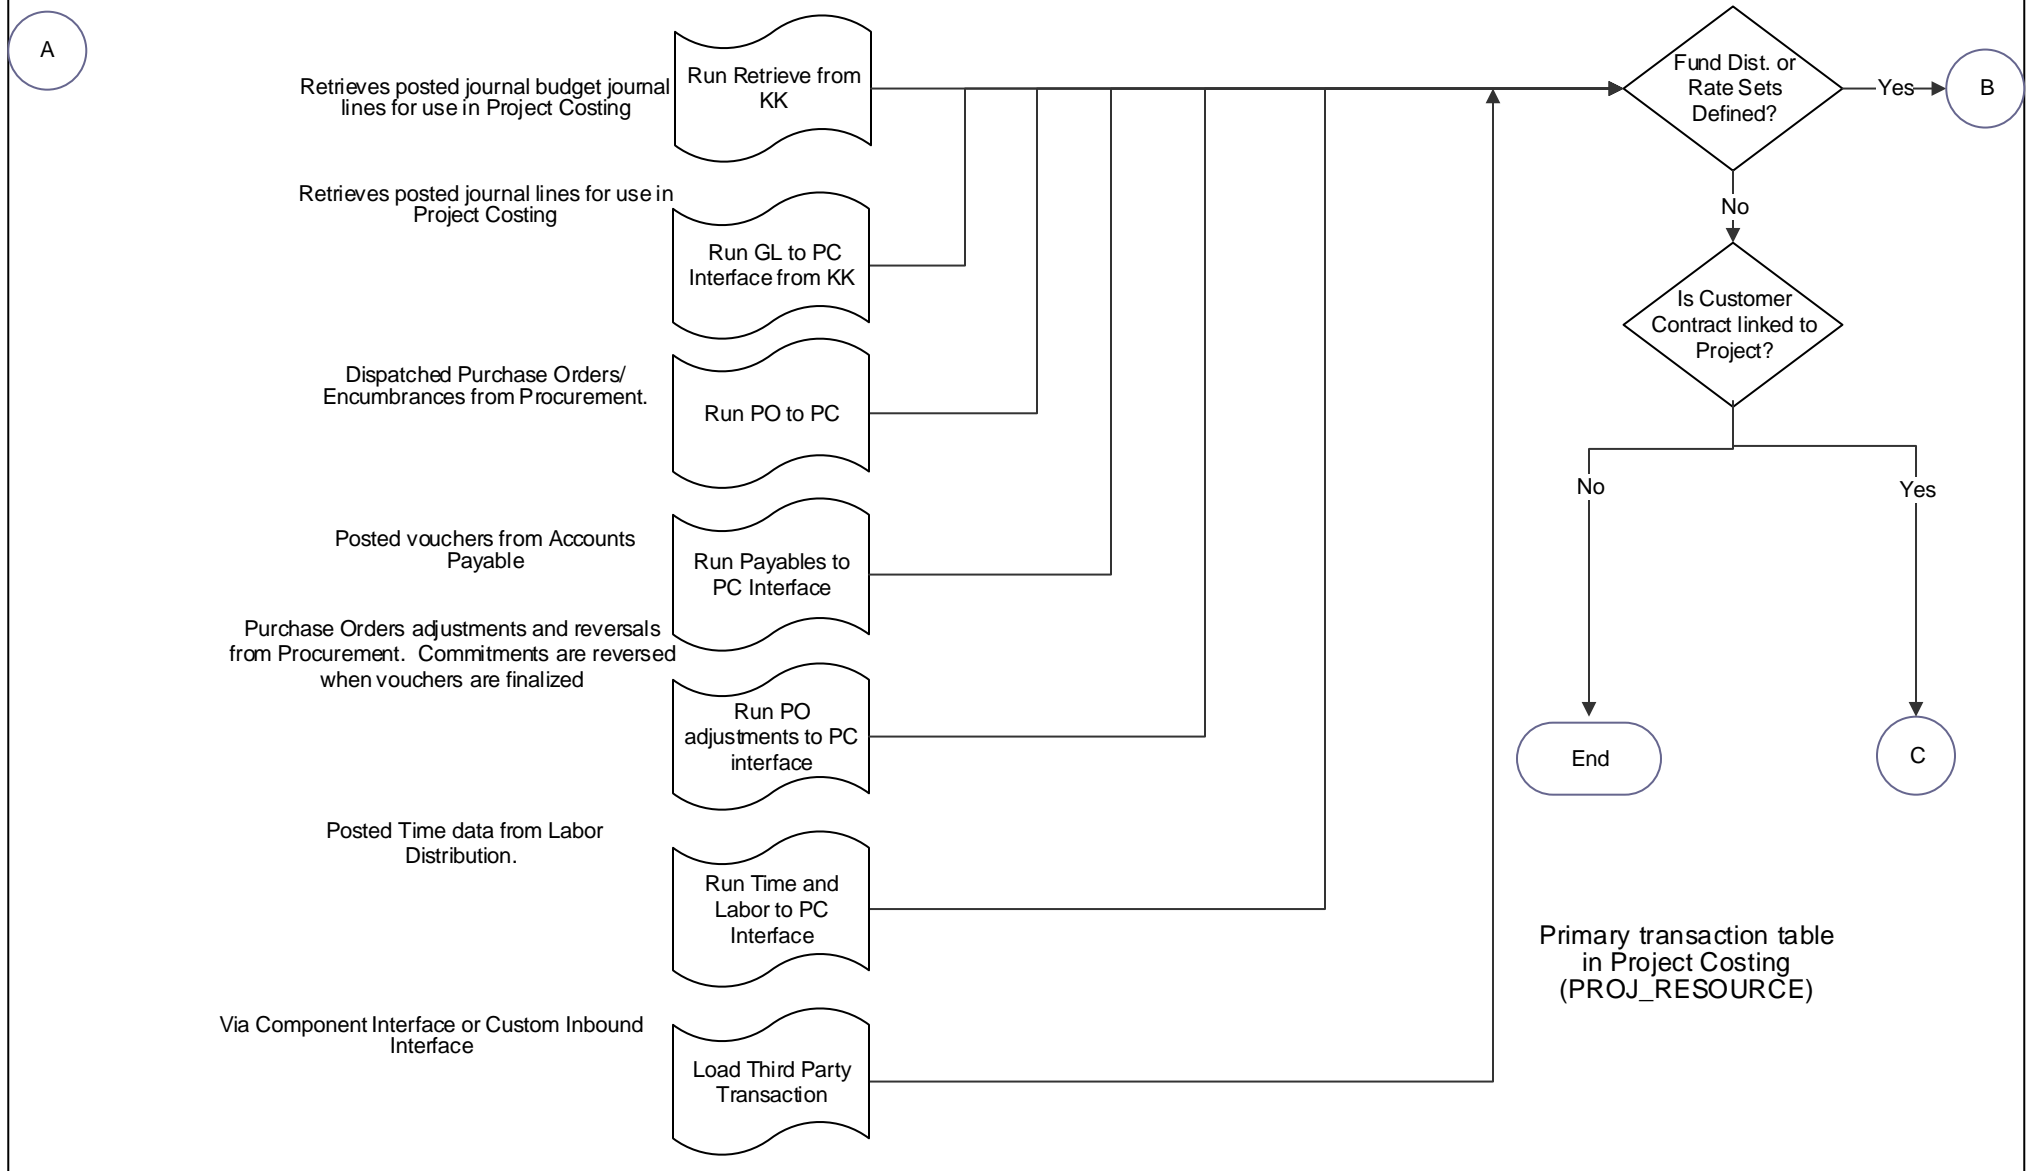 A
Retrieves posted journal budget journal
lines for use in Project Costing
Run Retrieve from
KK
Fund Dist. or
Rate Sets
Defined?
Yes
B
No
Retrieves posted journal lines for use in
Project Costing
Run GL to PC
Interface from KK
Is Customer
Contract linked to
Project?
Dispatched Purchase Orders/
Encumbrances from Procurement.
Run PO to PC
No
Yes
Posted vouchers from Accounts
Payable
Run Payables to
PC Interface
Purchase Orders adjustments and reversals
from Procurement.  Commitments are reversed
when vouchers are finalized
Run PO
adjustments to PC
interface
End
C
Posted Time data from Labor
Distribution.
Run Time and
Labor to PC
Interface
Primary transaction table
in Project Costing
(PROJ_RESOURCE)
Via Component Interface or Custom Inbound
Interface
Load Third Party
Transaction